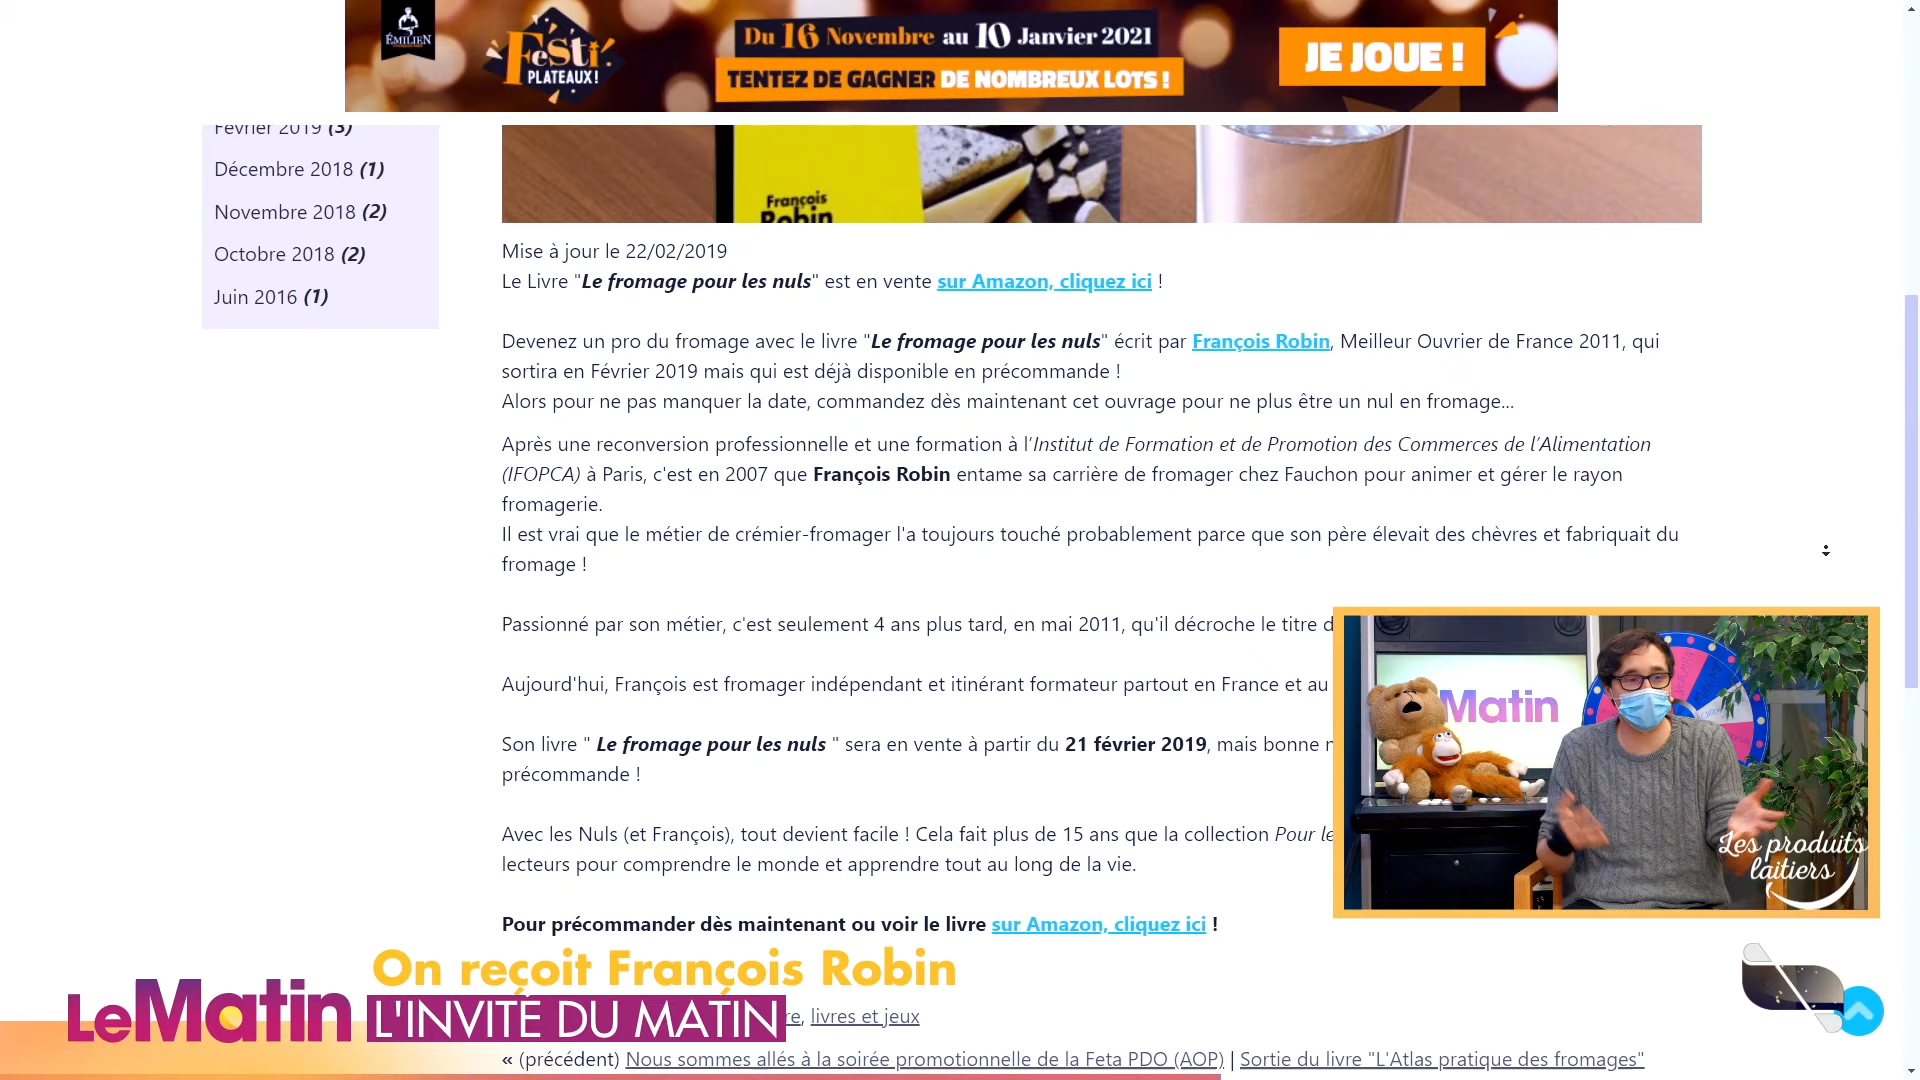 ÉMILIEN
FESTI
PLATEAUX!
Du 16 Novembre au 10 Janvier 2021
TENTEZ DE GAGNER DE NOMBREUX LOTS !
JE JOUE !
Février 2019 (3)
Décembre 2018 (1)
Novembre 2018 (2)
Octobre 2018 (2)
Juin 2016 (1)
François
Robin
Mise à jour le 22/02/2019
Le Livre "Le fromage pour les nuls" est en vente sur Amazon, cliquez ici !
Devenez un pro du fromage avec le livre "Le fromage pour les nuls" écrit par François Robin, Meilleur Ouvrier de France 2011, qui
sortira en Février 2019 mais qui est déjà disponible en précommande !
Alors pour ne pas manquer la date, commandez dès maintenant cet ouvrage pour ne plus être un nul en fromage...
Après une reconversion professionnelle et une formation à l'Institut de Formation et de Promotion des Commerces de l'Alimentation
(IFOPCA) à Paris, c'est en 2007 que François Robin entame sa carrière de fromager chez Fauchon pour animer et gérer le rayon
fromagerie.
Il est vrai que le métier de crémier-fromager l'a toujours touché probablement parce que son père élevait des chèvres et fabriquait du
fromage !
Passionné par son métier, c'est seulement 4 ans plus tard, en mai 2011, qu'il décroche le titre d
Aujourd'hui, François est fromager indépendant et itinérant formateur partout en France et au
Son livre " Le fromage pour les nuls " sera en vente à partir du 21 février 2019, mais bonne
précommande !
Avec les Nuls (et François), tout devient facile ! Cela fait plus de 15 ans que la collection Pour le
lecteurs pour comprendre le monde et apprendre tout au long de la vie.
Pour précommander dès maintenant ou voir le livre sur Amazon, cliquez ici !
Matin
Les produits
laitiers
On reçoit François Robin
LeMatin
L'INVITÉ DU MATIN
re, livres et jeux
« (précédent) Nous sommes allés à la soirée promotionnelle de la Feta PDO (AOP) | Sortie du livre "L'Atlas pratique des fromages"